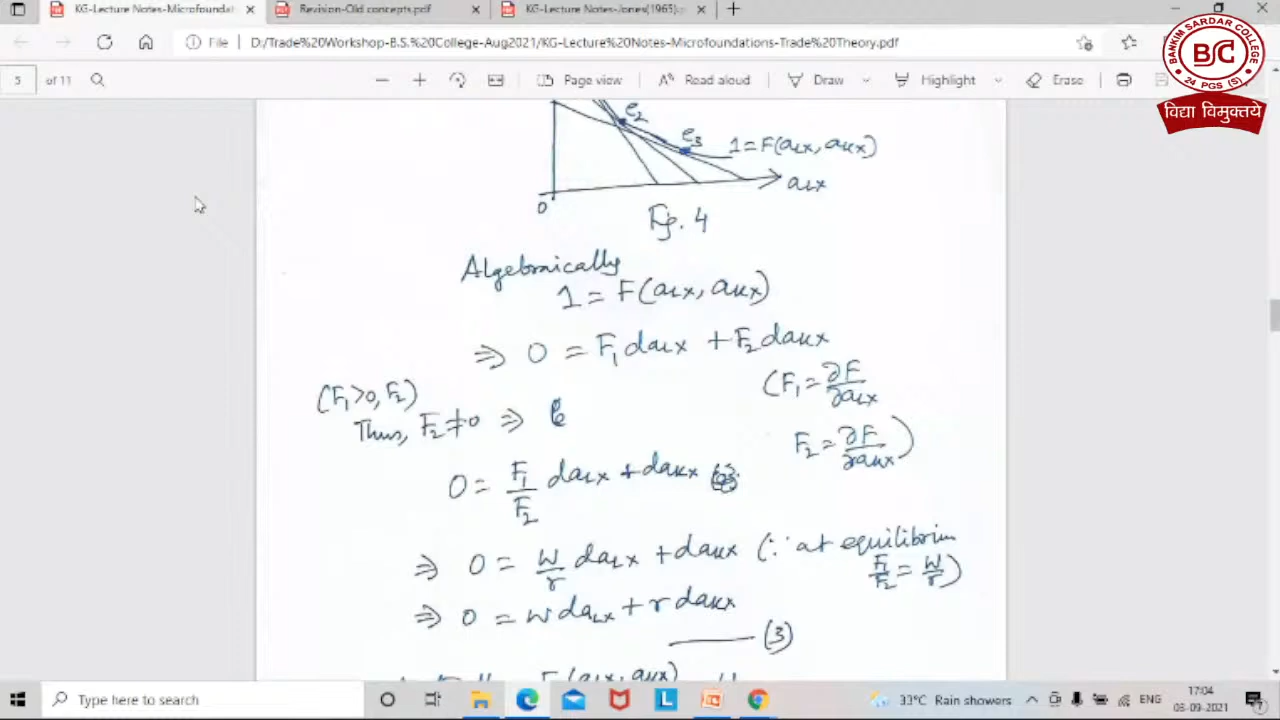 KG-Lecture Notes-Microfoundat
Revision-Old concepts.pdf
KG-Lecture Notes-Jones(1965)
File D:/Trade%20Workshop-B.S.%20College-Aug2021/KG-Lecture%20Notes-Microfoundations-Trade%20Theory.pdf
5 of 11
Page view
Read aloud
Draw
Highlight
Erase
BANKIM SARDAR COLLEGE
BSC
24 PGS (S)
विद्या विमुक्तये
e2
e3
1 = F(aLX, aKX)
aLX
0
Fig. 4
Algebraically
1 = F(aLX, aKX)
⇒ 0 = F1 daLX + F2 daKX
(F1 = ∂F/∂aLX
(F1>0, F2)
Thus, F2 ≠ 0 ⇒
F2 = ∂F/∂aKX)
0 = F1/F2 daLX + daKX
⇒ 0 = W/r daLX + daKX (∵ at equilibrium
F1/F2 = W/r)
⇒ 0 = W daLX + r daKX
(3)
F(aLX, aKX)
Type here to search
33°C Rain showers
ENG
17:04
03-09-2021